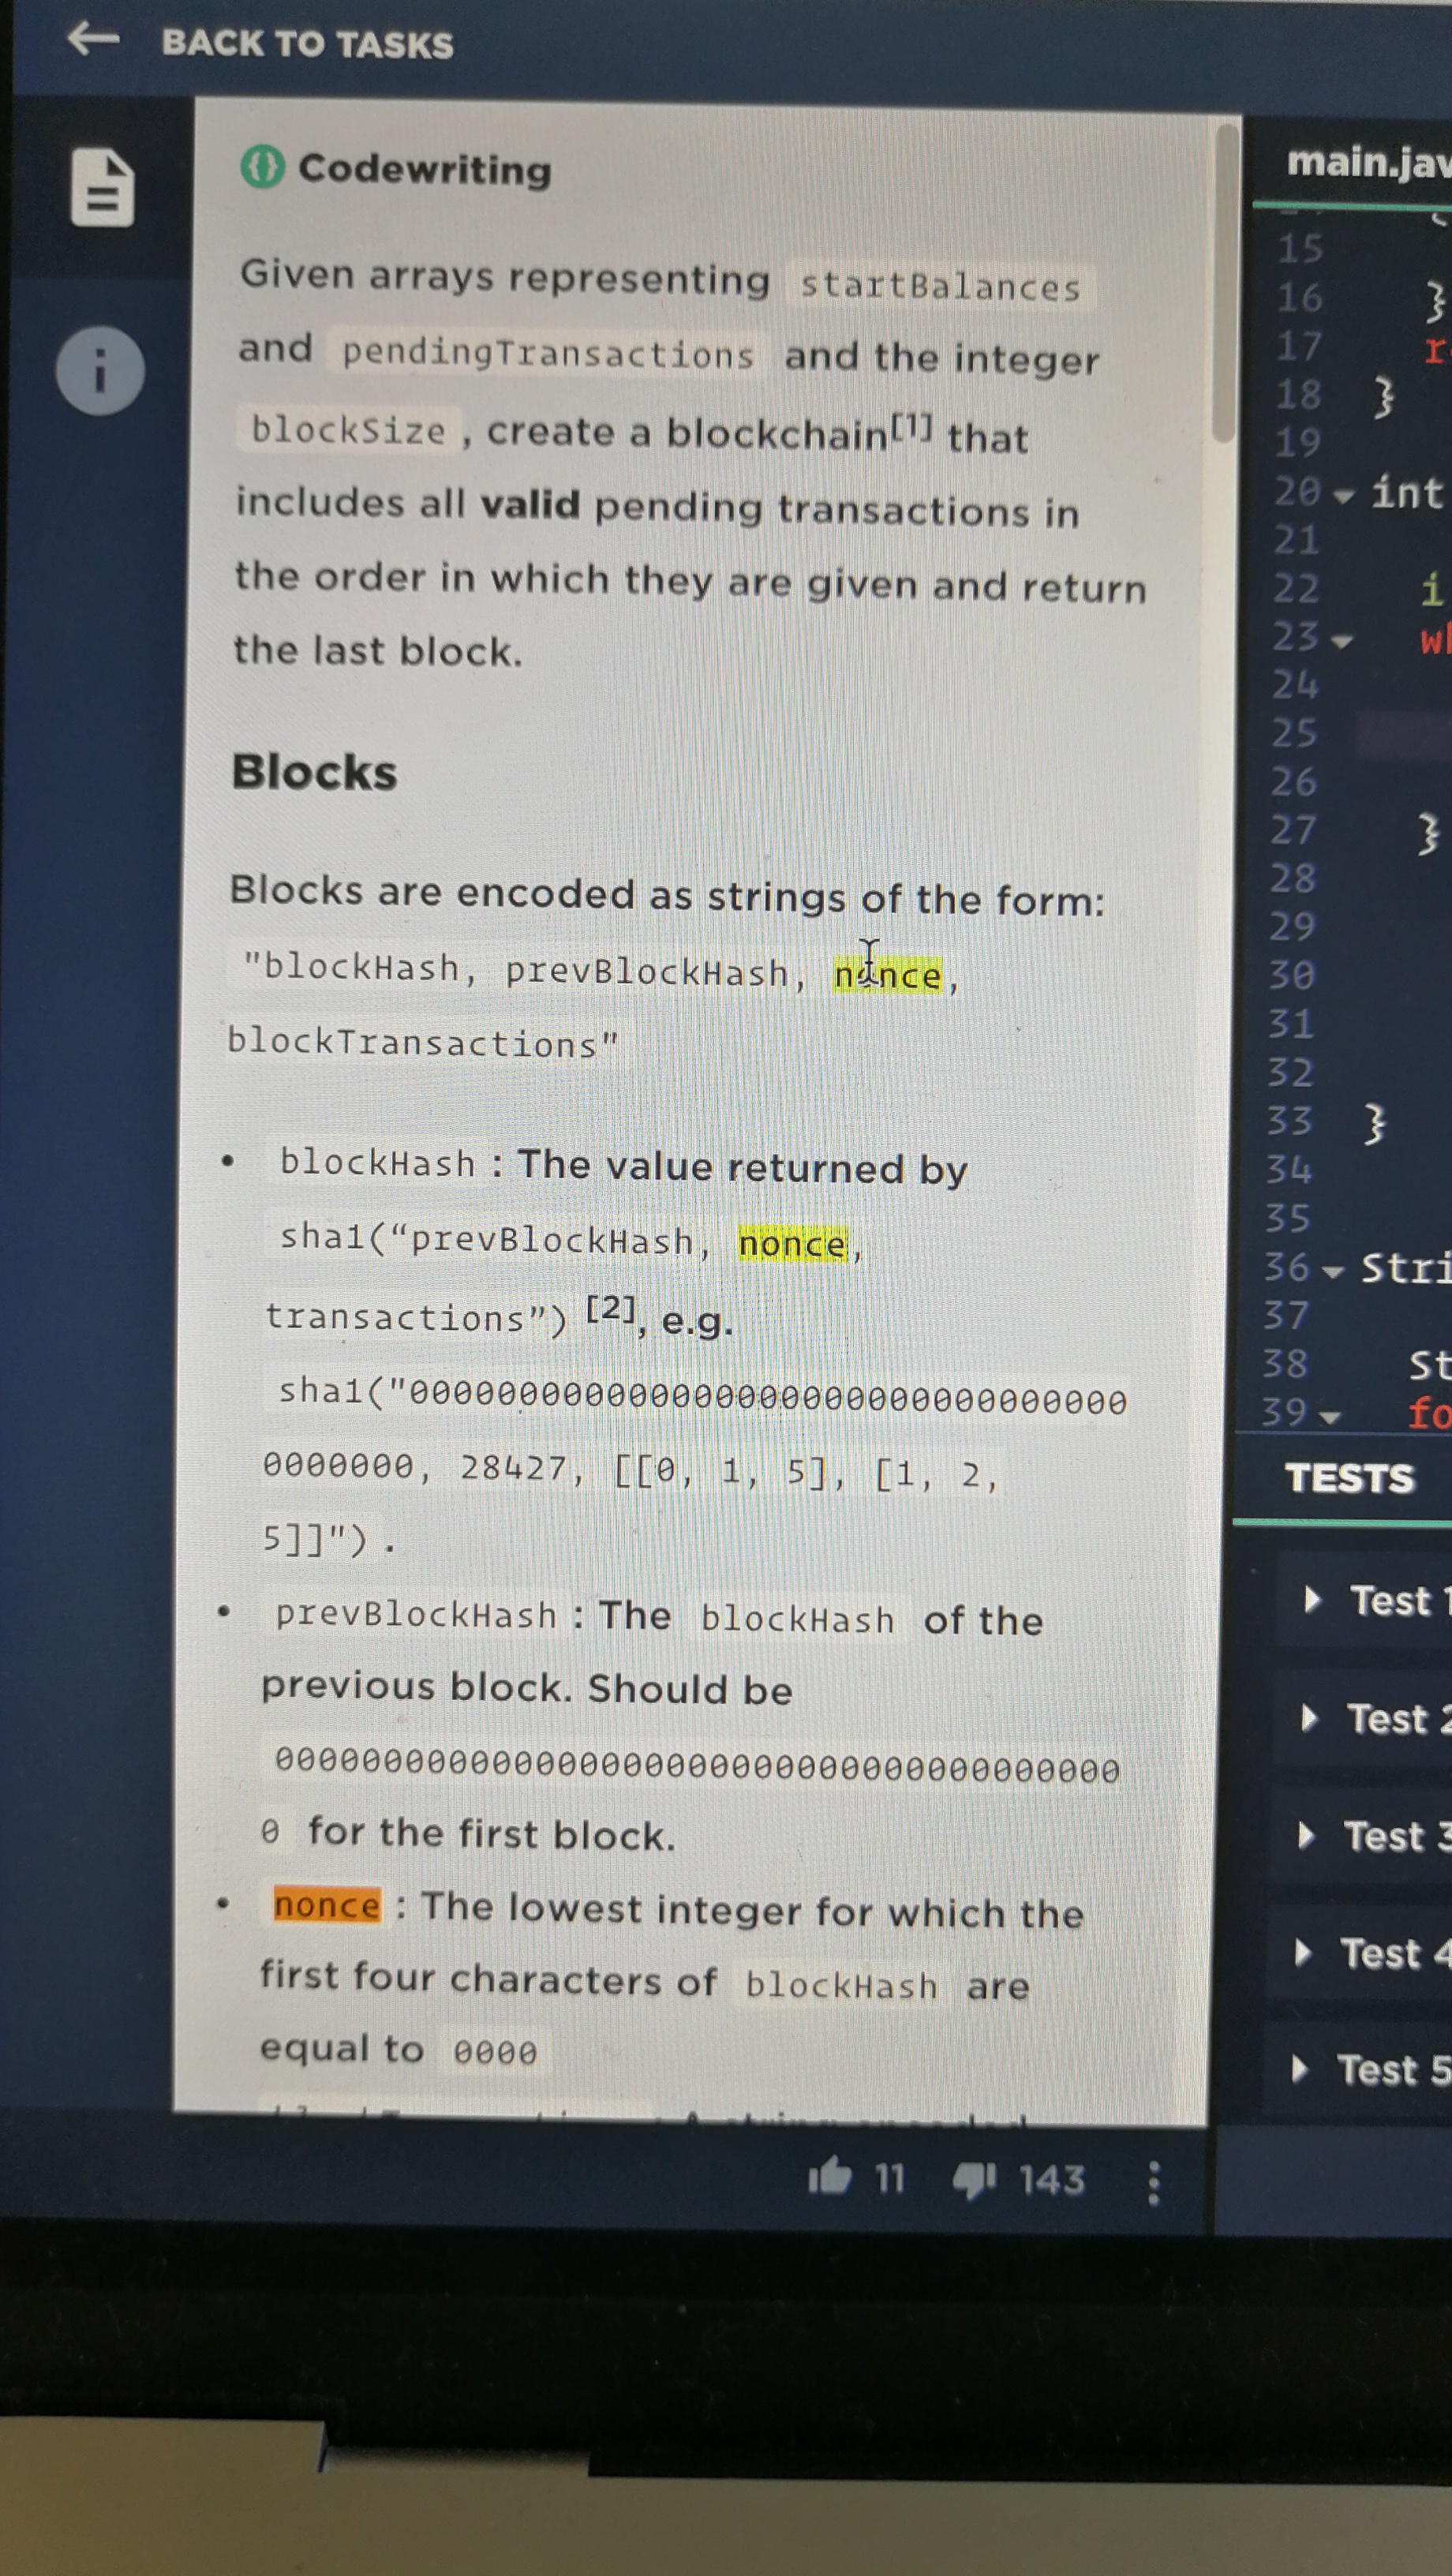 BACK TO TASKS
Codewriting
Given arrays representing startBalances
and pendingTransactions and the integer
blockSize, create a blockchain[1] that
includes all valid pending transactions in
the order in which they are given and return
the last block.
Blocks
Blocks are encoded as strings of the form:
"blockHash, prevBlockHash, nonce,
blockTransactions"
• blockHash : The value returned by
sha1(“prevBlockHash, nonce,
transactions”) [2], e.g.
sha1("000000000000000000000000000000000
0000000, 28427, [[0, 1, 5], [1, 2,
5]]") .
• prevBlockHash : The blockHash of the
previous block. Should be
000000000000000000000000000000000000000
0 for the first block.
• nonce : The lowest integer for which the
first four characters of blockHash are
equal to 0000
11 143
main.jav
15
16 }
17 r
18 }
19
20 int
21
22 i
23 wh
24
25
26
27 }
28
29
30
31
32
33 }
34
35
36 Stri
37
38 St
39 fo
TESTS
Test 1
Test 2
Test 3
Test 4
Test 5